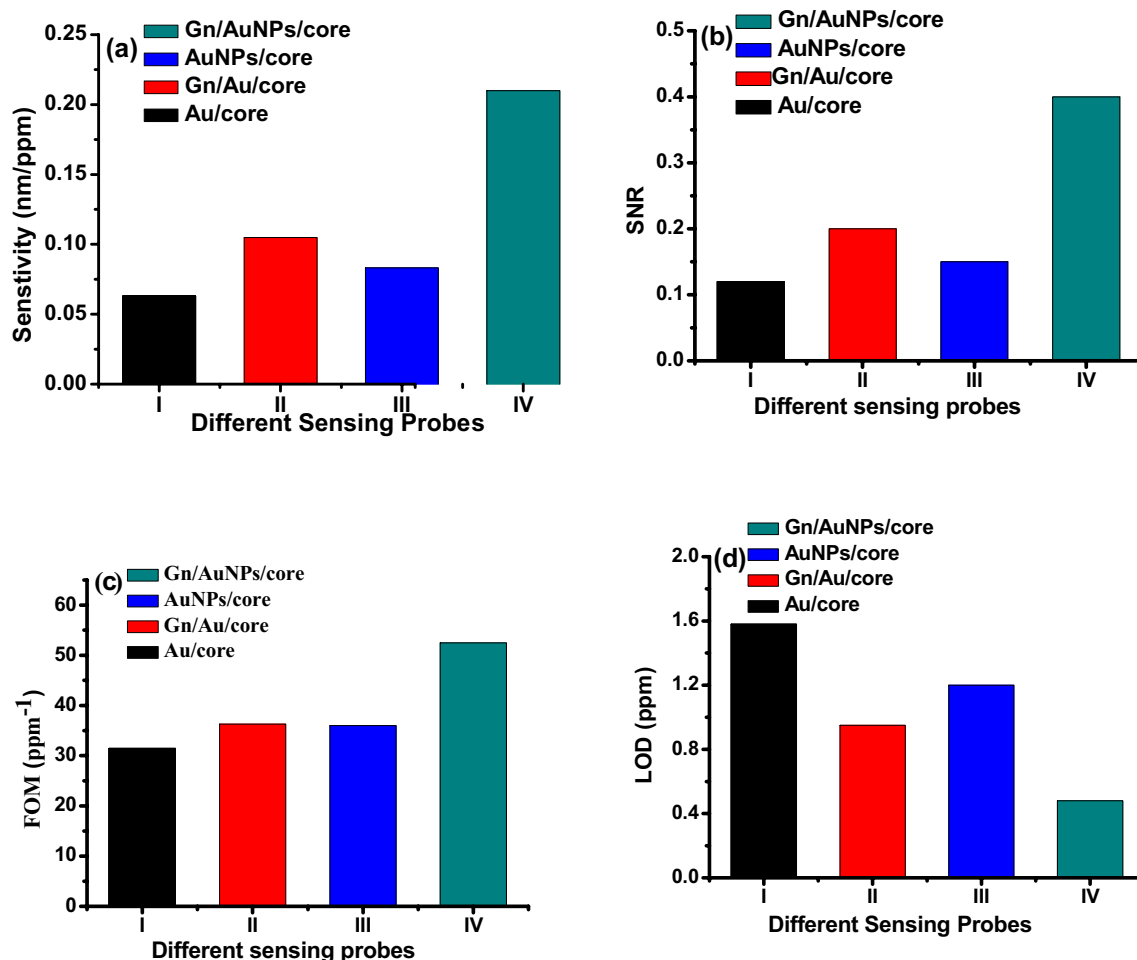 (a)
Gn/AuNPs/core
AuNPs/core
Gn/Au/core
Au/core
0.25
0.20
0.15
0.10
0.05
0.00
Senstivity (nm/ppm)
I II III IV
Different Sensing Probes
(b)
Gn/AuNPs/core
AuNPs/core
Gn/Au/core
Au/core
0.5
0.4
0.3
0.2
0.1
0.0
SNR
I II III IV
Different sensing probes
(c)
Gn/AuNPs/core
AuNPs/core
Gn/Au/core
Au/core
60
50
40
30
20
10
0
FOM (ppm⁻¹)
I II III IV
Different sensing probes
(d)
Gn/AuNPs/core
AuNPs/core
Gn/Au/core
Au/core
2.0
1.6
1.2
0.8
0.4
0.0
LOD (ppm)
I II III IV
Different Sensing Probes